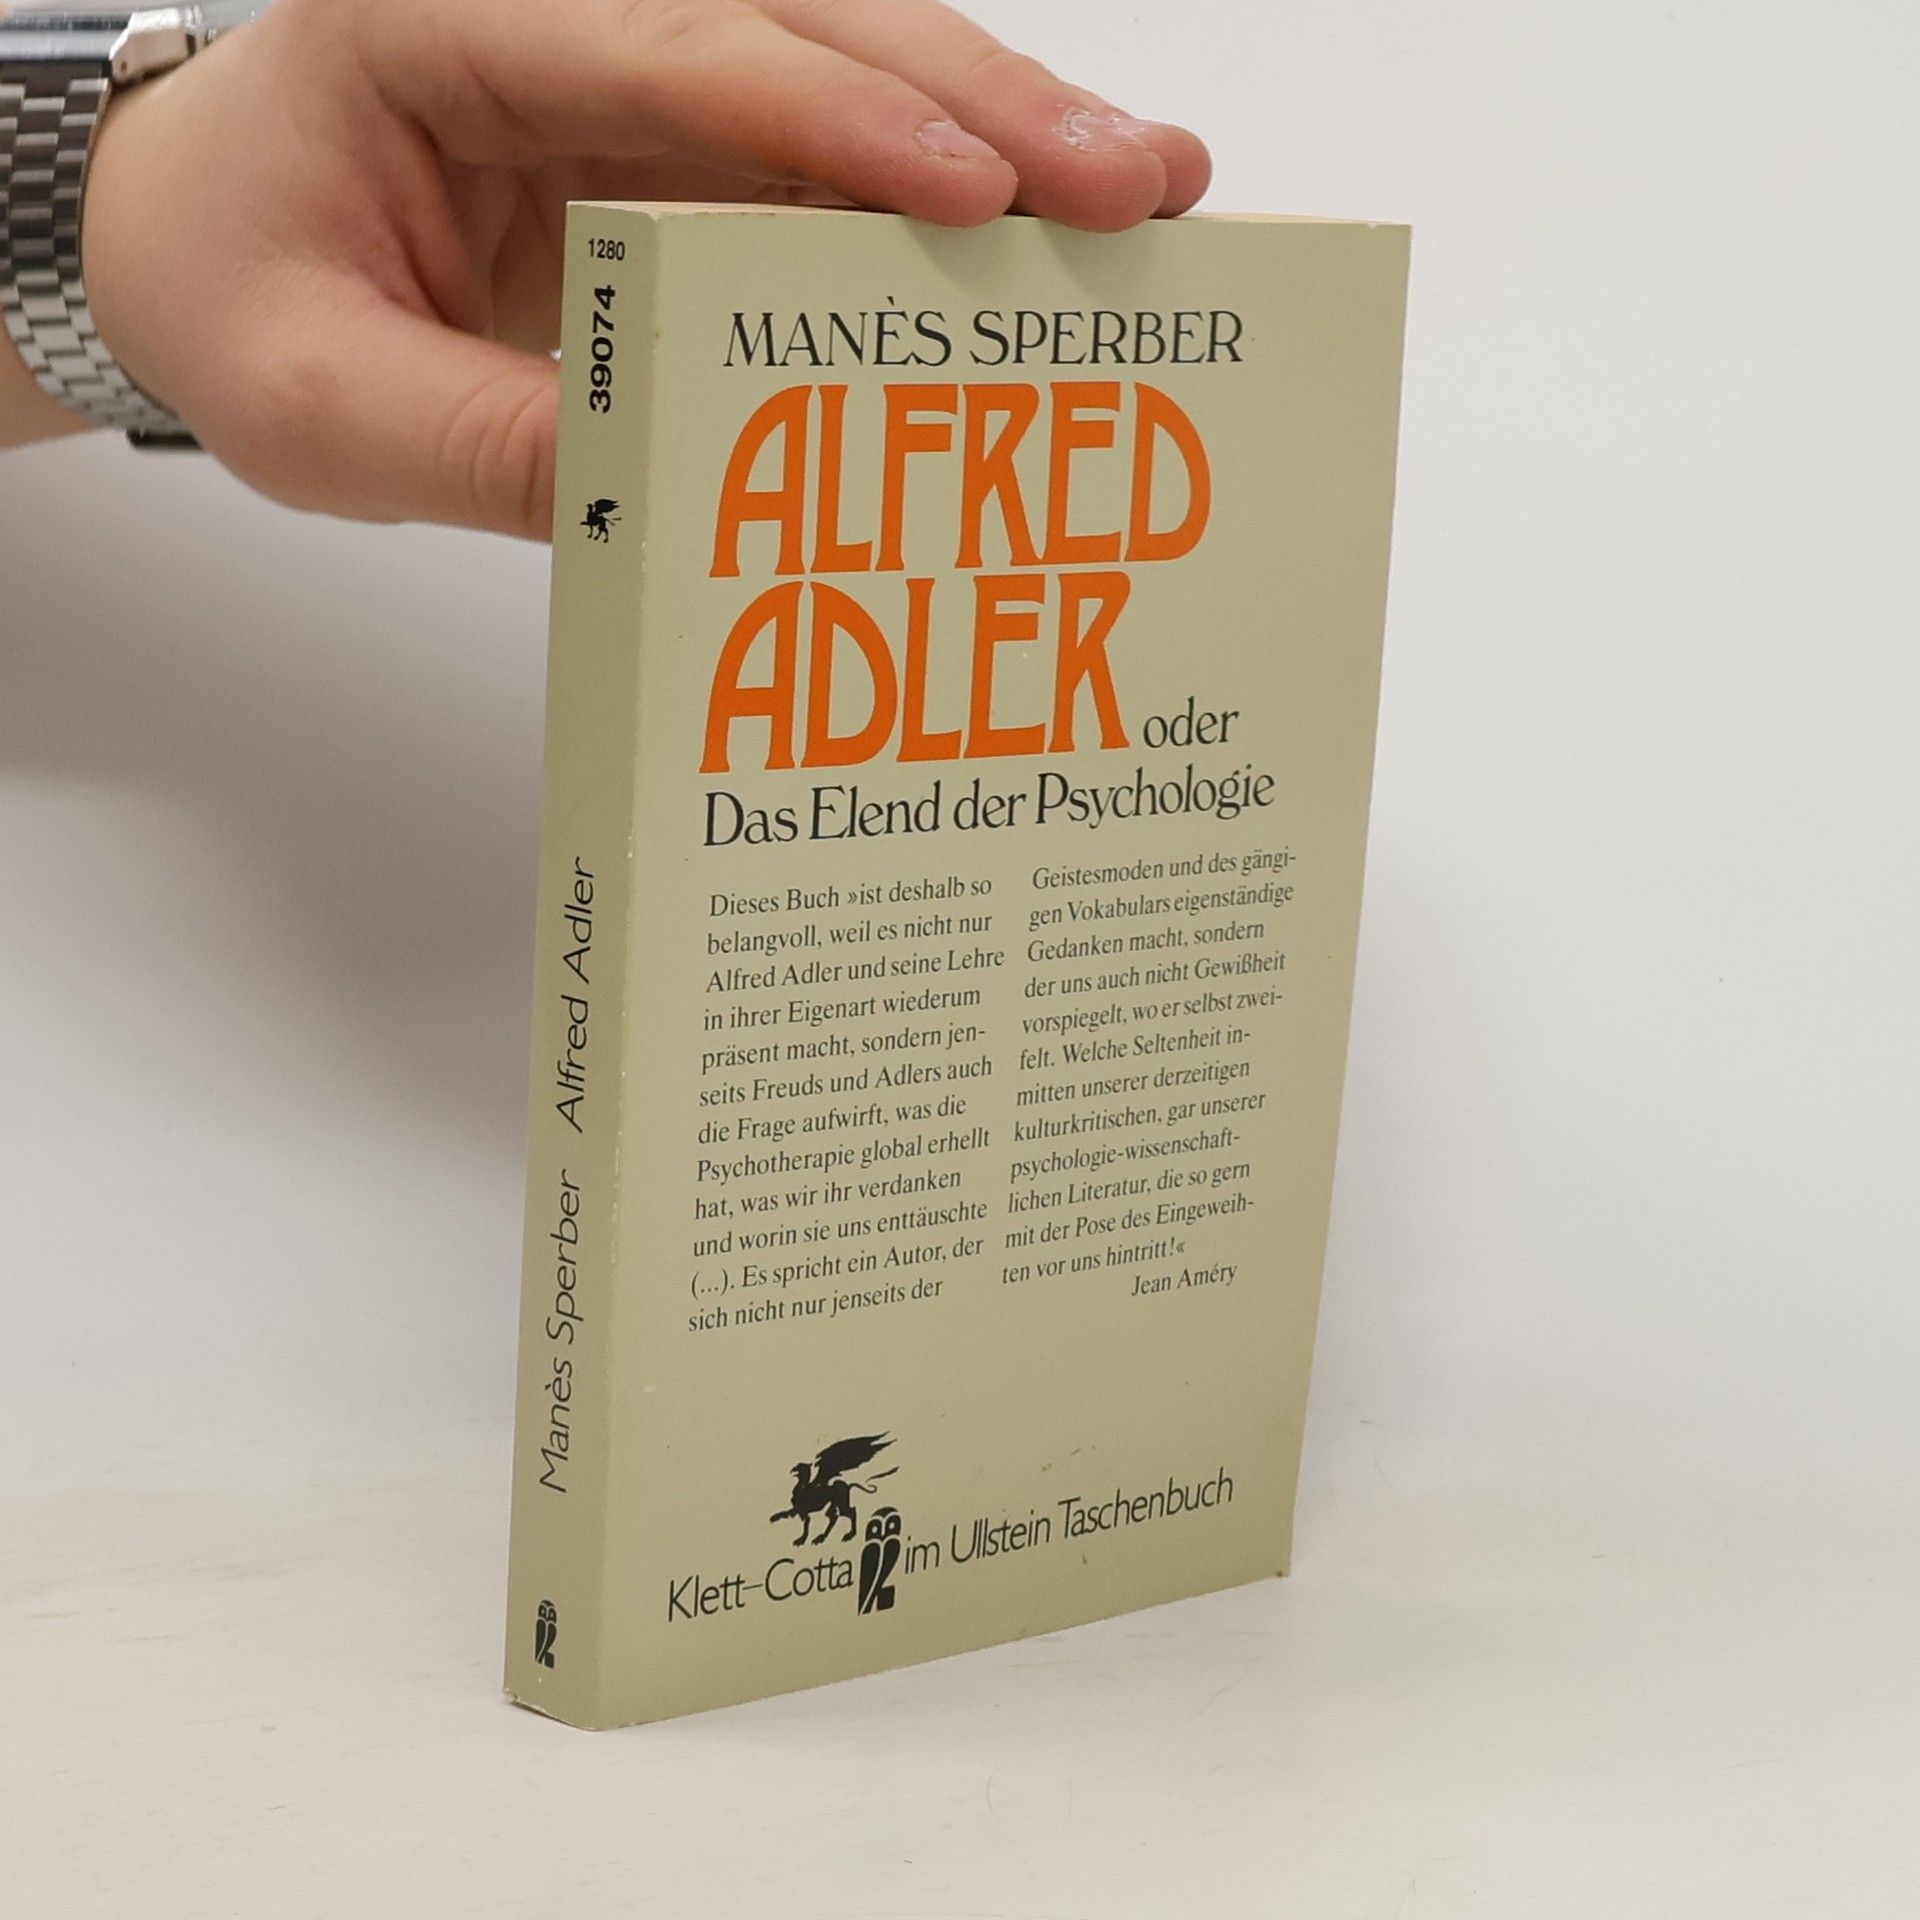 1280
39074
Manès Sperber Alfred Adler
MANÈS SPERBER
ALFRED
ADLER oder
Das Elend der Psychologie
Dieses Buch »ist deshalb so
belangvoll, weil es nicht nur
Alfred Adler und seine Lehre
in ihrer Eigenart wiederum
präsent macht, sondern jen-
seits Freuds und Adlers auch
die Frage aufwirft, was die
Psychotherapie global erhellt
hat, was wir ihr verdanken
und worin sie uns enttäuschte
(...). Es spricht ein Autor, der
sich nicht nur jenseits der
Geistesmoden und des gängi-
gen Vokabulars eigenständige
Gedanken macht, sondern
der uns auch nicht Gewißheit
vorspiegelt, wo er selbst zwei-
felt. Welche Seltenheit in-
mitten unserer derzeitigen
kulturkritischen, gar unserer
psychologie-wissenschaft-
lichen Literatur, die so gern
mit der Pose des Eingeweih-
ten vor uns hintritt!«
Jean Améry
Klett-Cotta im Ullstein Taschenbuch